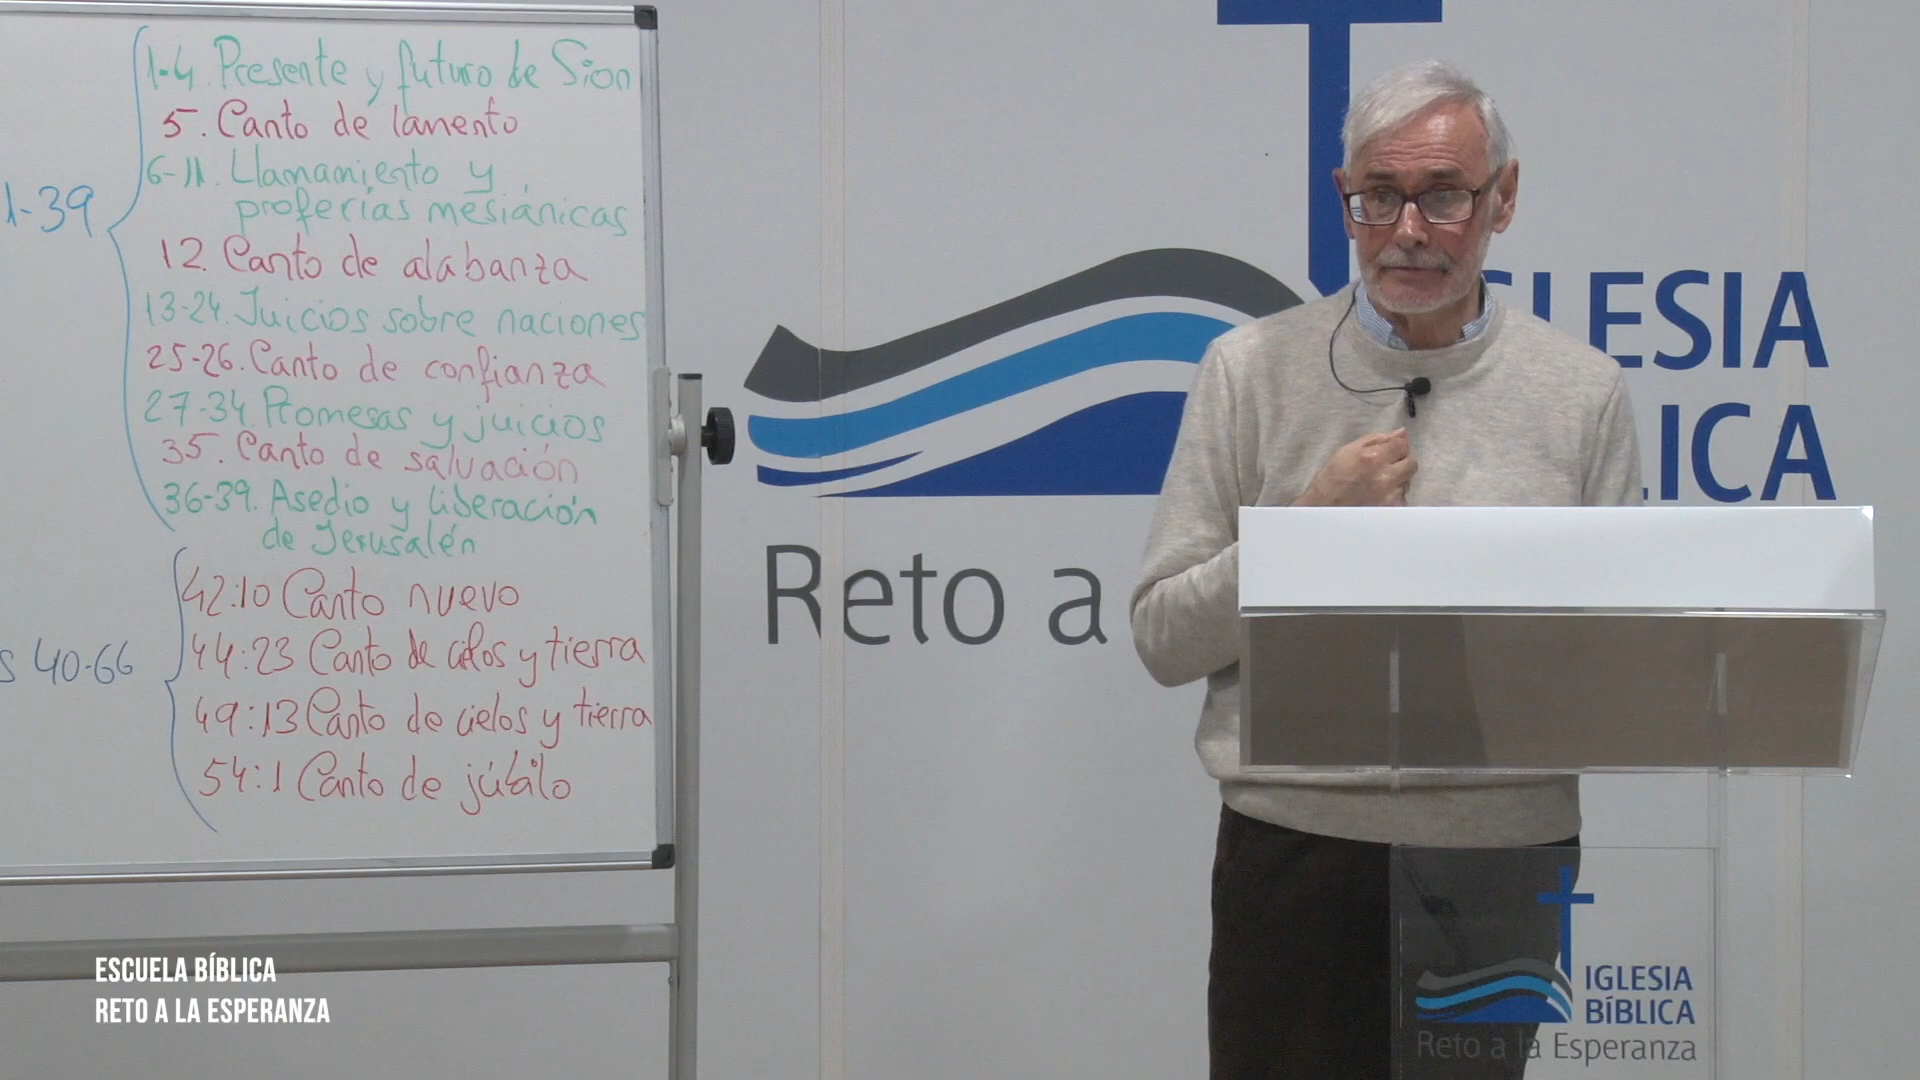 1-4. Presente y futuro de Sion
5. Canto de lamento
6-11. Llamamiento y
profecías mesiánicas
1-39
12. Canto de alabanza
13-24. Juicios sobre naciones
25-26. Canto de confianza
27-34. Promesas y juicios
35. Canto de salvación
36-39. Asedio y liberación
de Jerusalén
42:10 Canto nuevo
s 40-66
44:23 Canto de cielos y tierra
49:13 Canto de cielos y tierra
54:1 Canto de júbilo
IGLESIA
BÍBLICA
Reto a
IGLESIA
BÍBLICA
Reto a la Esperanza
ESCUELA BÍBLICA
RETO A LA ESPERANZA